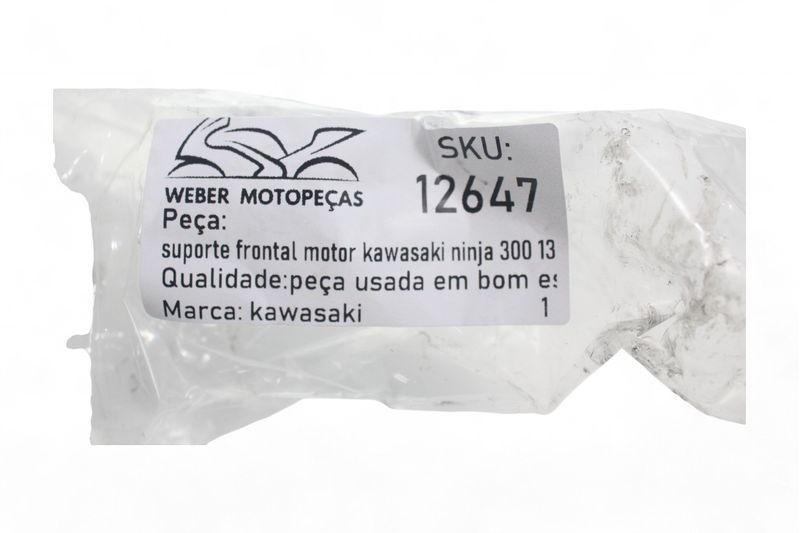 SKU:
12647
WEBER MOTOPEÇAS
Peça:
suporte frontal motor kawasaki ninja 300 13
Qualidade:peça usada em bom es
Marca: kawasaki 1